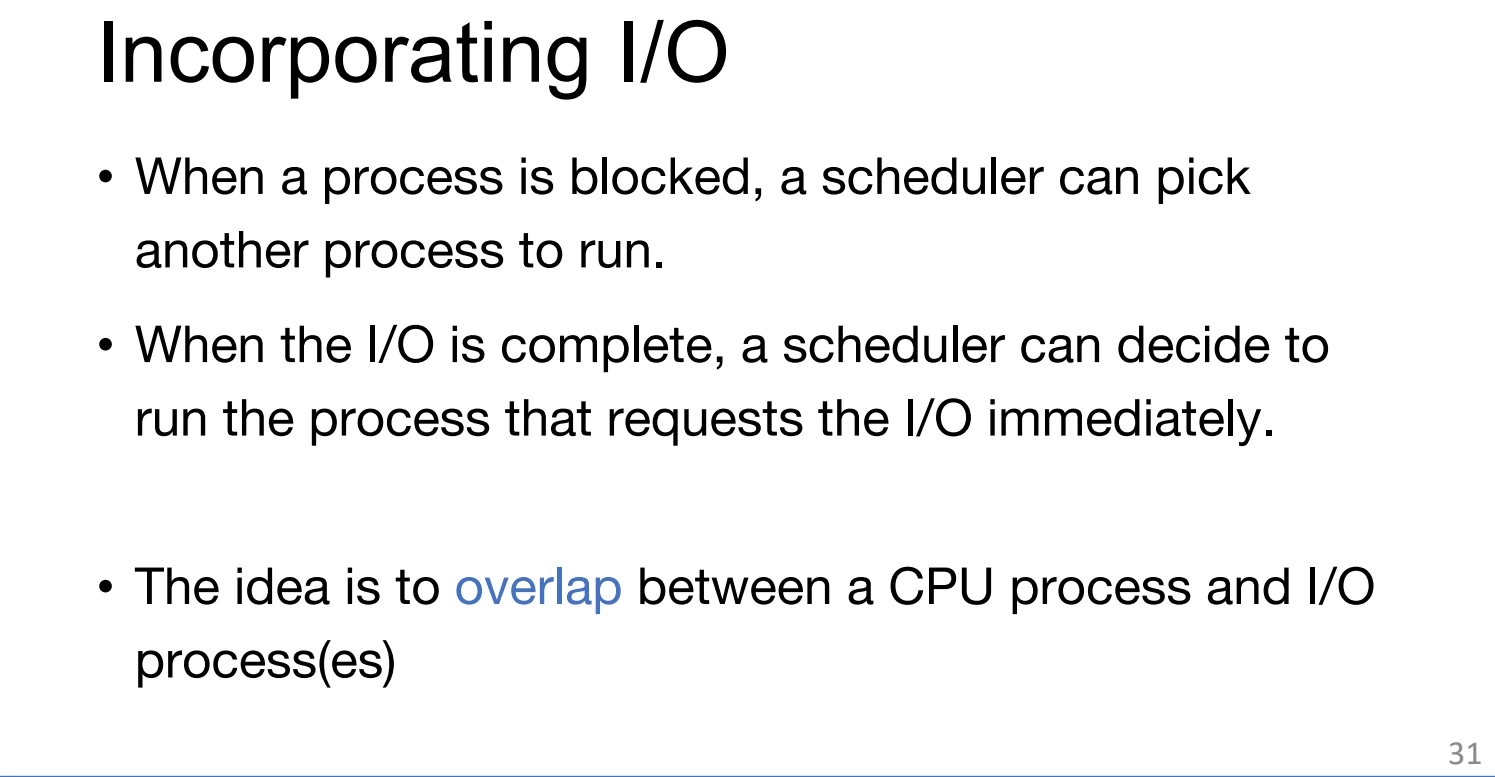 Incorporating I/O
• When a process is blocked, a scheduler can pick
another process to run.
• When the I/O is complete, a scheduler can decide to
run the process that requests the I/O immediately.
• The idea is to overlap between a CPU process and I/O
process(es)
31